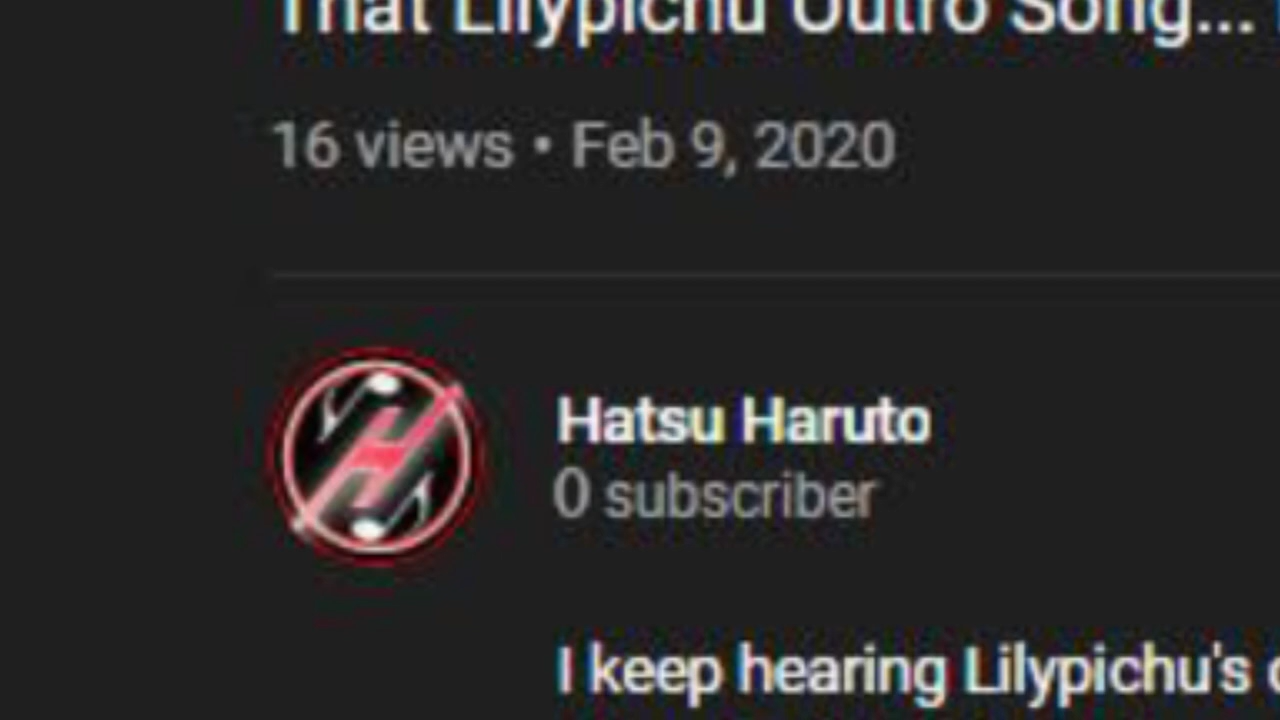 That Lilypichu Outro Song...
16 views • Feb 9, 2020
Hatsu Haruto
0 subscriber
I keep hearing Lilypichu's